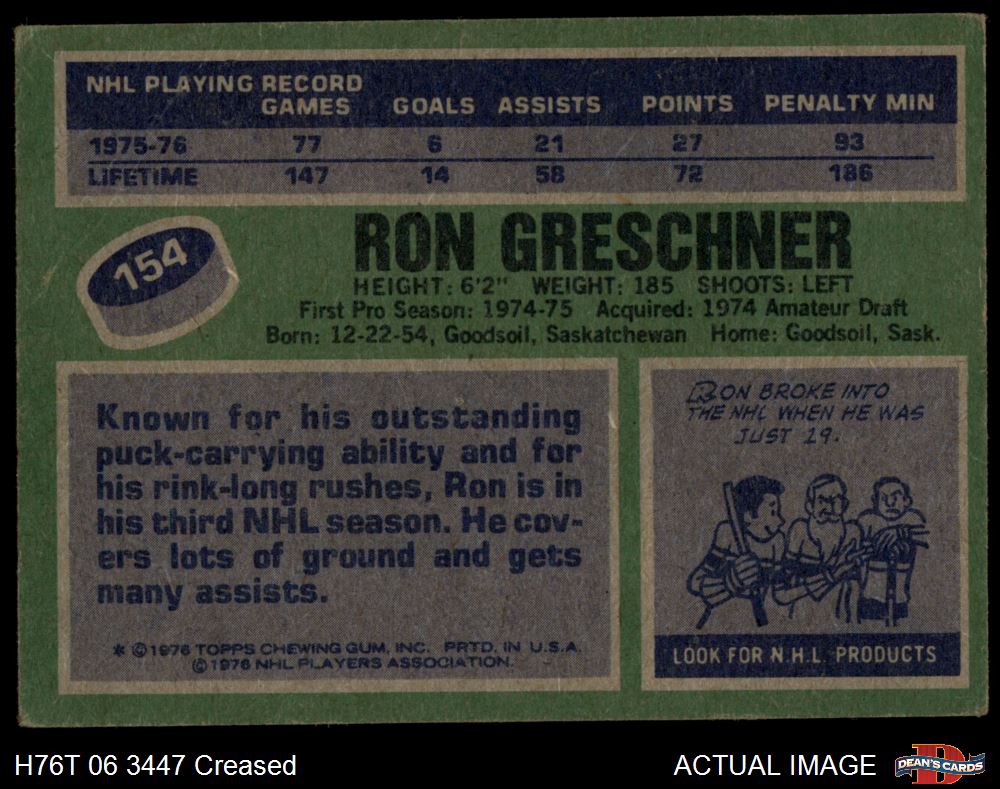 NHL PLAYING RECORD
GAMES GOALS ASSISTS POINTS PENALTY MIN
1975-76 77 6 21 27 93
LIFETIME 147 14 58 72 186
154
RON GRESCHNER
HEIGHT: 6'2" WEIGHT: 185 SHOOTS: LEFT
First Pro Season: 1974-75 Acquired: 1974 Amateur Draft
Born: 12-22-54, Goodsoil, Saskatchewan Home: Goodsoil, Sask.
Known for his outstanding
puck-carrying ability and for
his rink-long rushes, Ron is in
his third NHL season. He cov-
ers lots of ground and gets
many assists.
* ©1976 TOPPS CHEWING GUM, INC. PRTD. IN U.S.A.
©1976 NHL PLAYERS ASSOCIATION.
RON BROKE INTO
THE NHL WHEN HE WAS
JUST 19.
LOOK FOR N.H.L. PRODUCTS
H76T 06 3447 Creased
ACTUAL IMAGE
D
DEAN'S CARDS